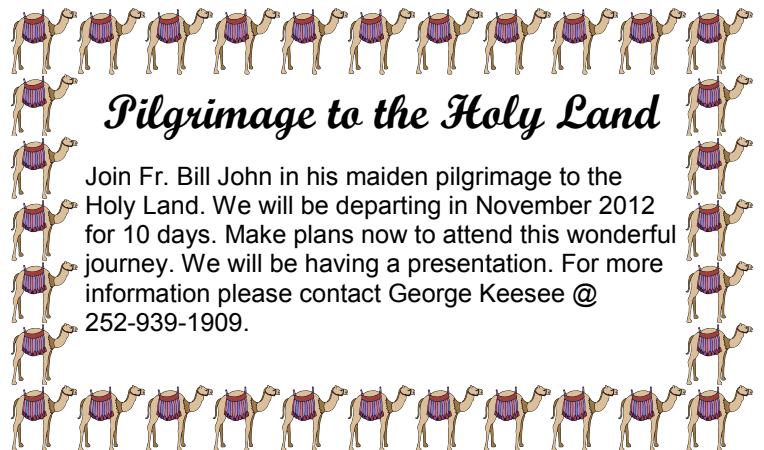 Pilgrimage to the Holy Land
Join Fr. Bill John in his maiden pilgrimage to the
Holy Land. We will be departing in November 2012
for 10 days. Make plans now to attend this wonderful
journey. We will be having a presentation. For more
information please contact George Keesee @
252-939-1909.